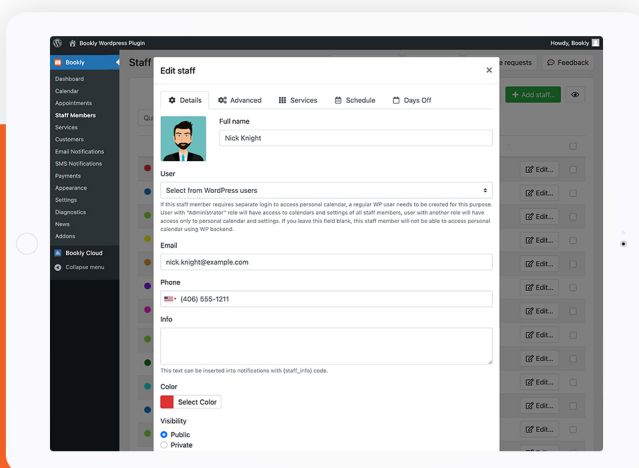 Bookly Wordpress Plugin
Howdy, Bookly
Bookly
Dashboard
Calendar
Appointments
Staff Members
Services
Customers
Email Notifications
SMS Notifications
Payments
Appearance
Settings
Diagnostics
News
Addons
Bookly Cloud
Collapse menu
Staff
requests
Feedback
+ Add staff...
Edit staff
×
Details
Advanced
Services
Schedule
Days Off
Full name
Nick Knight
User
Select from WordPress users
If this staff member requires separate login to access personal calendar, a regular WP user needs to be created for this purpose.
User with "Administrator" role will have access to calendars and settings of all staff members, user with another role will have
access only to personal calendar and settings. If you leave this field blank, this staff member will not be able to access personal
calendar using WP backend.
Email
nick.knight@example.com
Phone
(406) 555-1211
Info
This text can be inserted into notifications with {staff_info} code.
Color
Select Color
Visibility
Public
Private
Edit...
Edit...
Edit...
Edit...
Edit...
Edit...
Edit...
Edit...
Edit...
Edit...
Edit...
Edit...